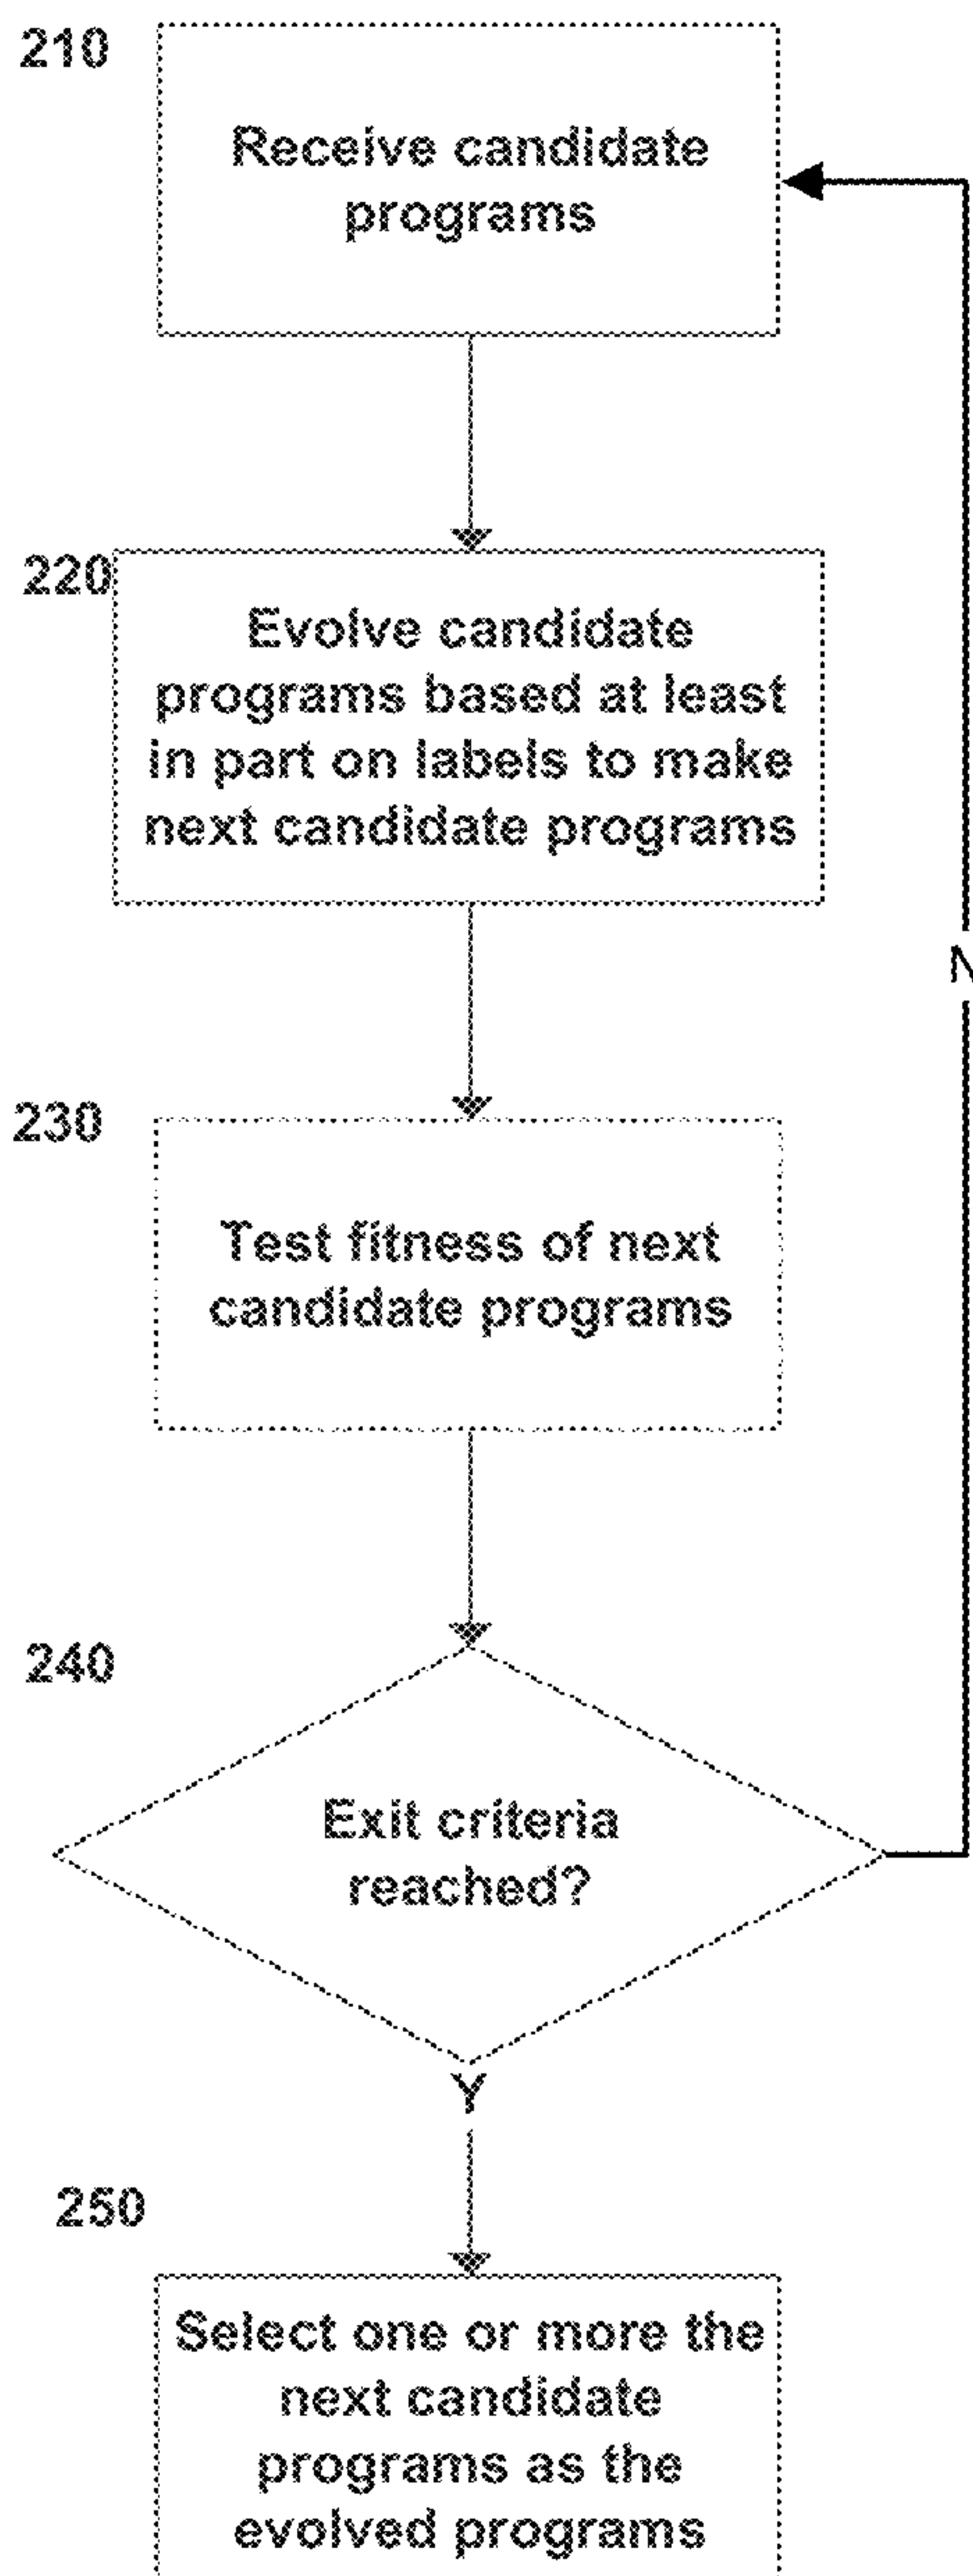 210
Receive candidate
programs
220
Evolve candidate
programs based at least
in part on labels to make
next candidate programs
N
230
Test fitness of next
candidate programs
240
Exit criteria
reached?
Y
250
Select one or more the
next candidate
programs as the
evolved programs